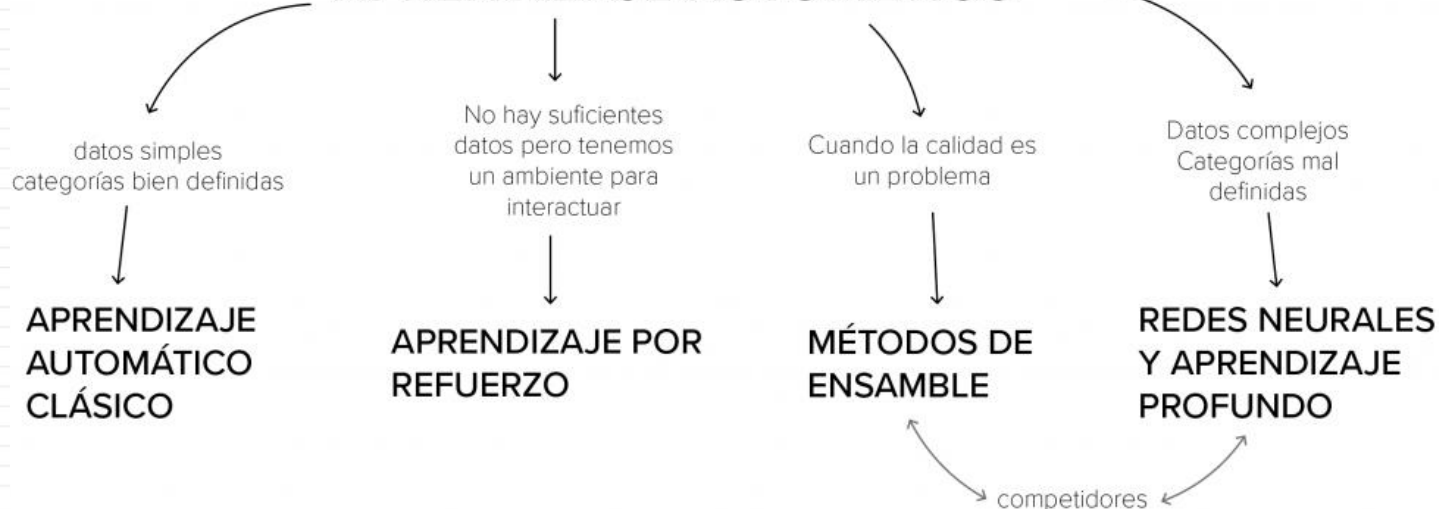 datos simples
categorías bien definidas
APRENDIZAJE
AUTOMÁTICO
CLÁSICO
No hay suficientes
datos pero tenemos
un ambiente para
interactuar
APRENDIZAJE POR
REFUERZO
Cuando la calidad es
un problema
MÉTODOS DE
ENSAMBLE
Datos complejos
Categorías mal
definidas
REDES NEURALES
Y APRENDIZAJE
PROFUNDO
competidores